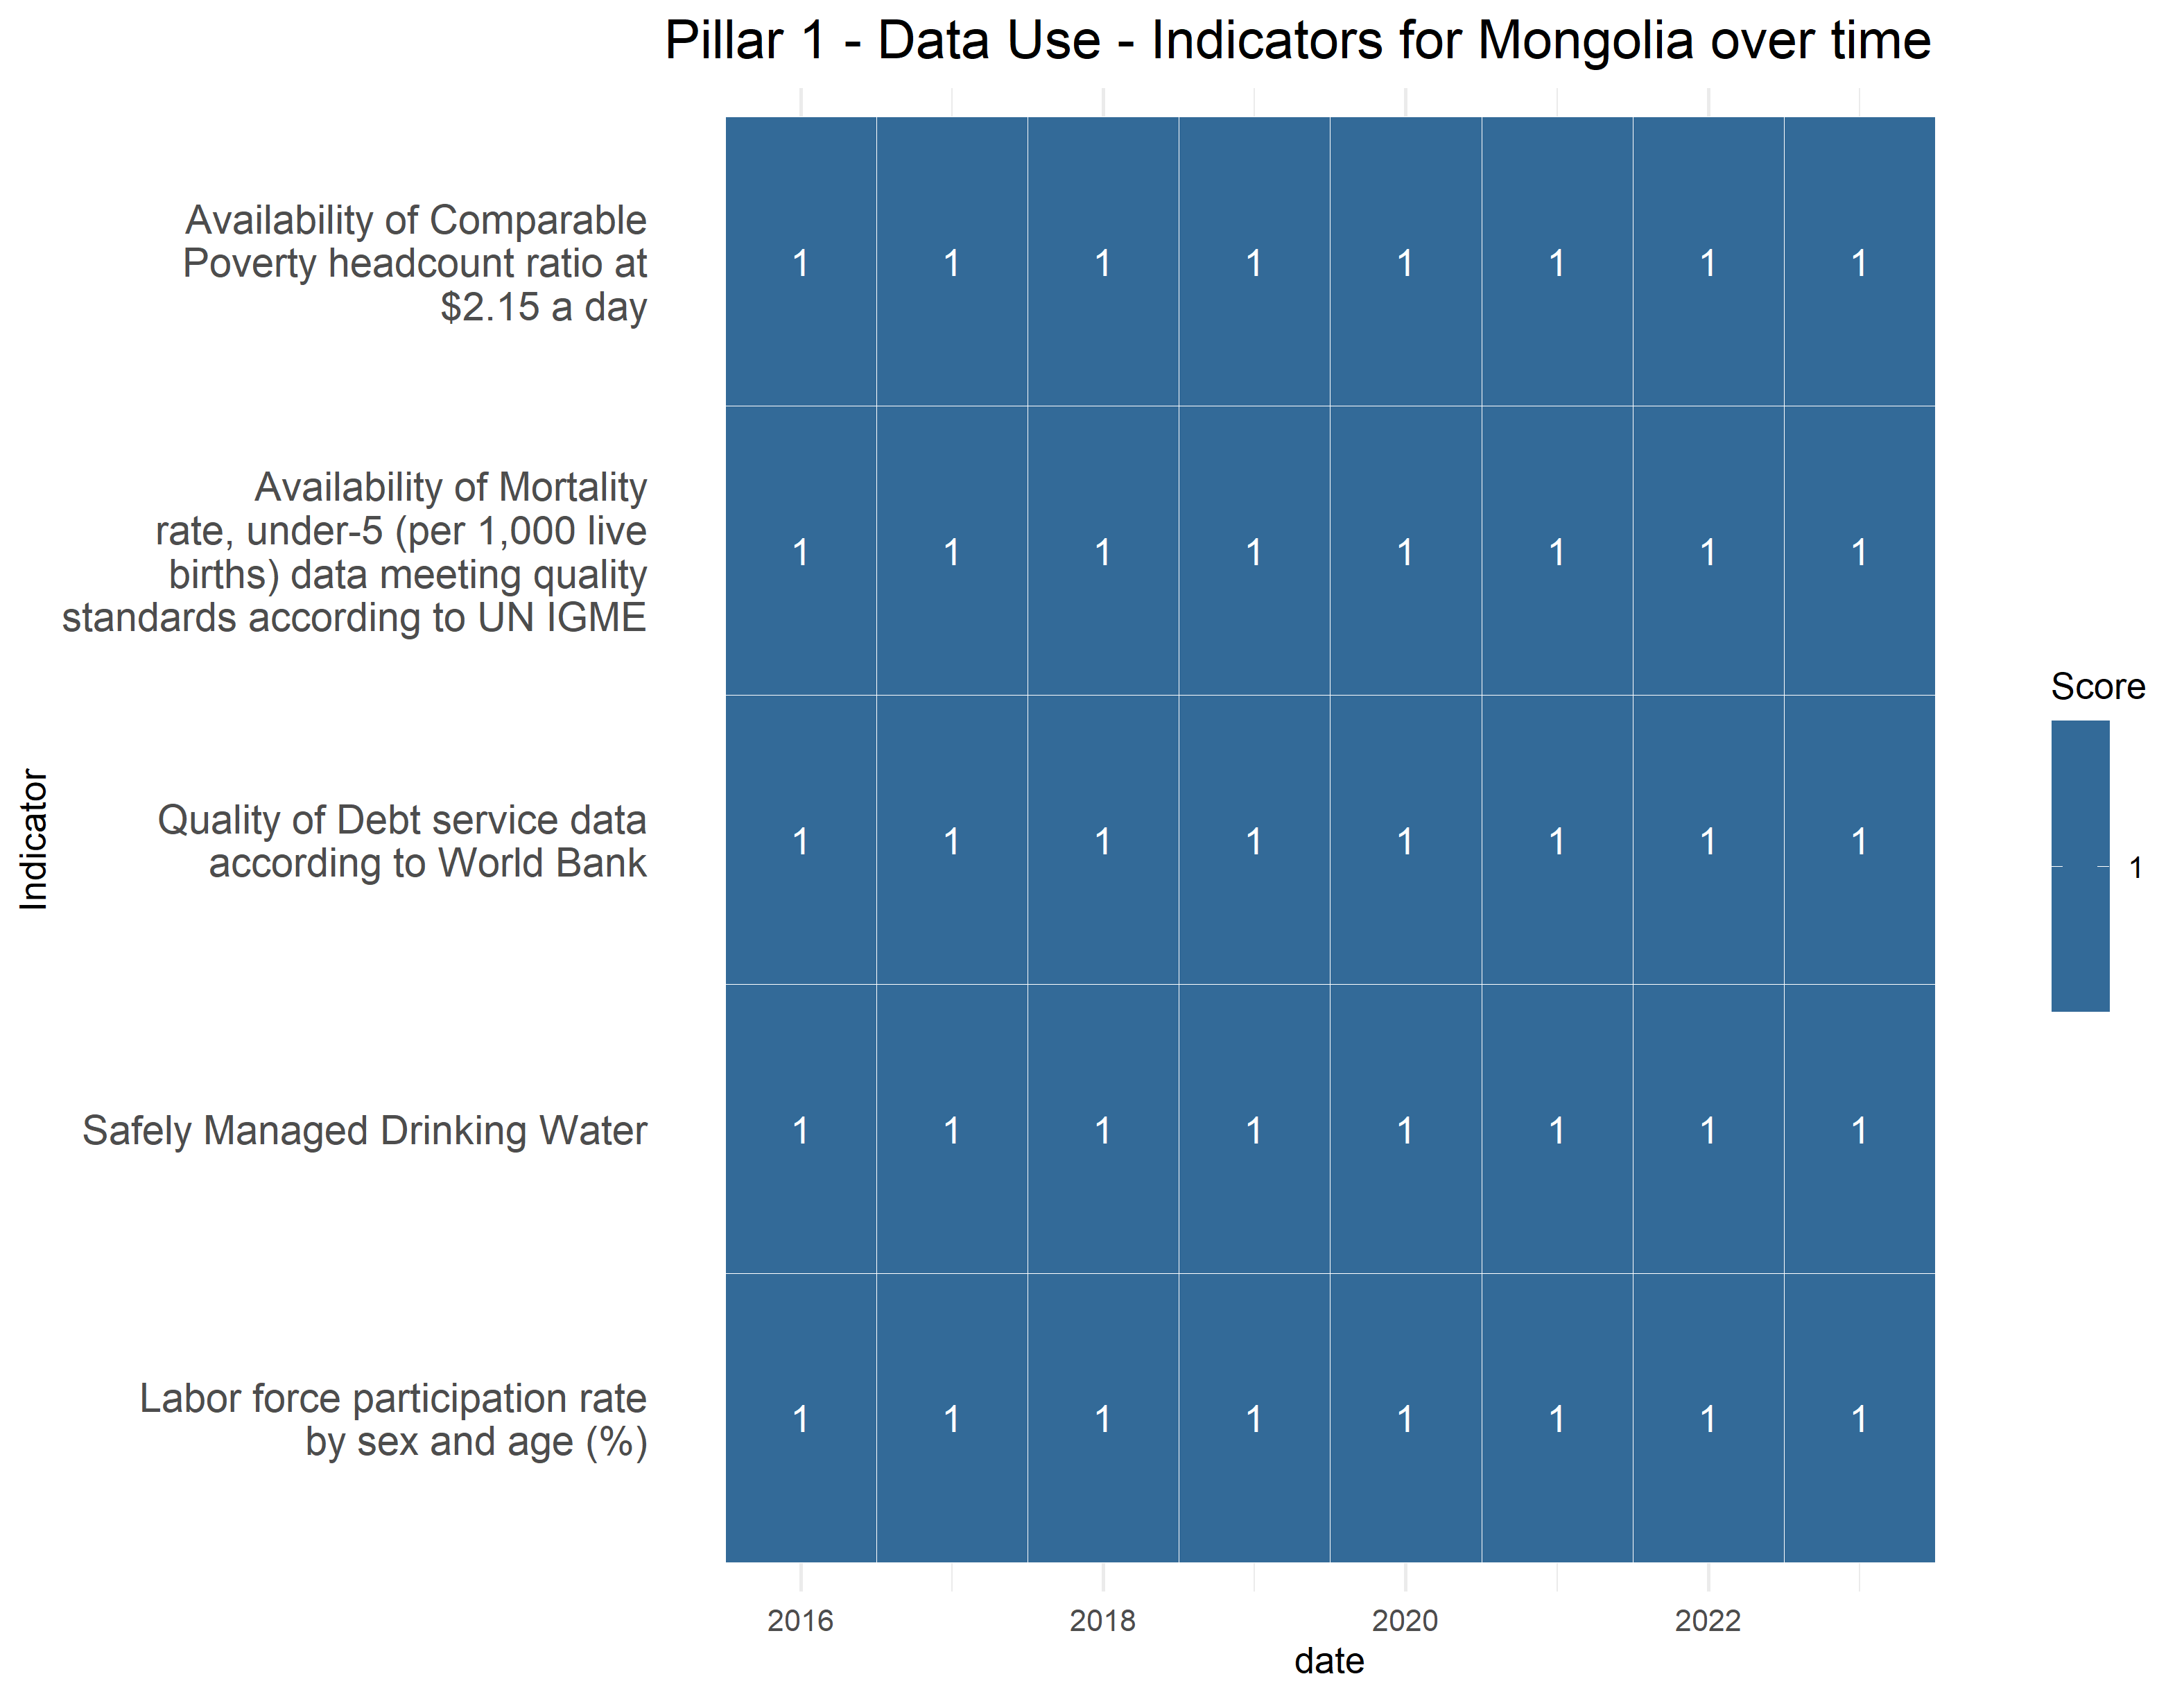 Pillar 1 - Data Use - Indicators for Mongolia over time
Indicator
Availability of Comparable
Poverty headcount ratio at
$2.15 a day
1 1 1 1 1 1 1 1
Availability of Mortality
rate, under-5 (per 1,000 live
births) data meeting quality
standards according to UN IGME
1 1 1 1 1 1 1 1
Quality of Debt service data
according to World Bank
1 1 1 1 1 1 1 1
Safely Managed Drinking Water
1 1 1 1 1 1 1 1
Labor force participation rate
by sex and age (%)
1 1 1 1 1 1 1 1
2016 2018 2020 2022
date
Score
1